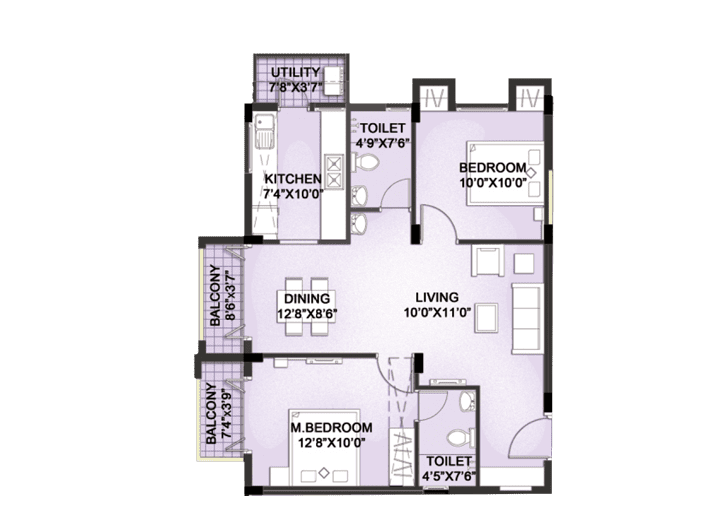 UTILITY
7'8"X3'7"
TOILET
4'9"X7'6"
BEDROOM
10'0"X10'0"
KITCHEN
7'4"X10'0"
BALCONY
8'6"x3'7"
DINING
12'8"X8'6"
LIVING
10'0"X11'0"
BALCONY
7'4"x3'9"
M.BEDROOM
12'8"X10'0"
TOILET
4'5"X7'6"